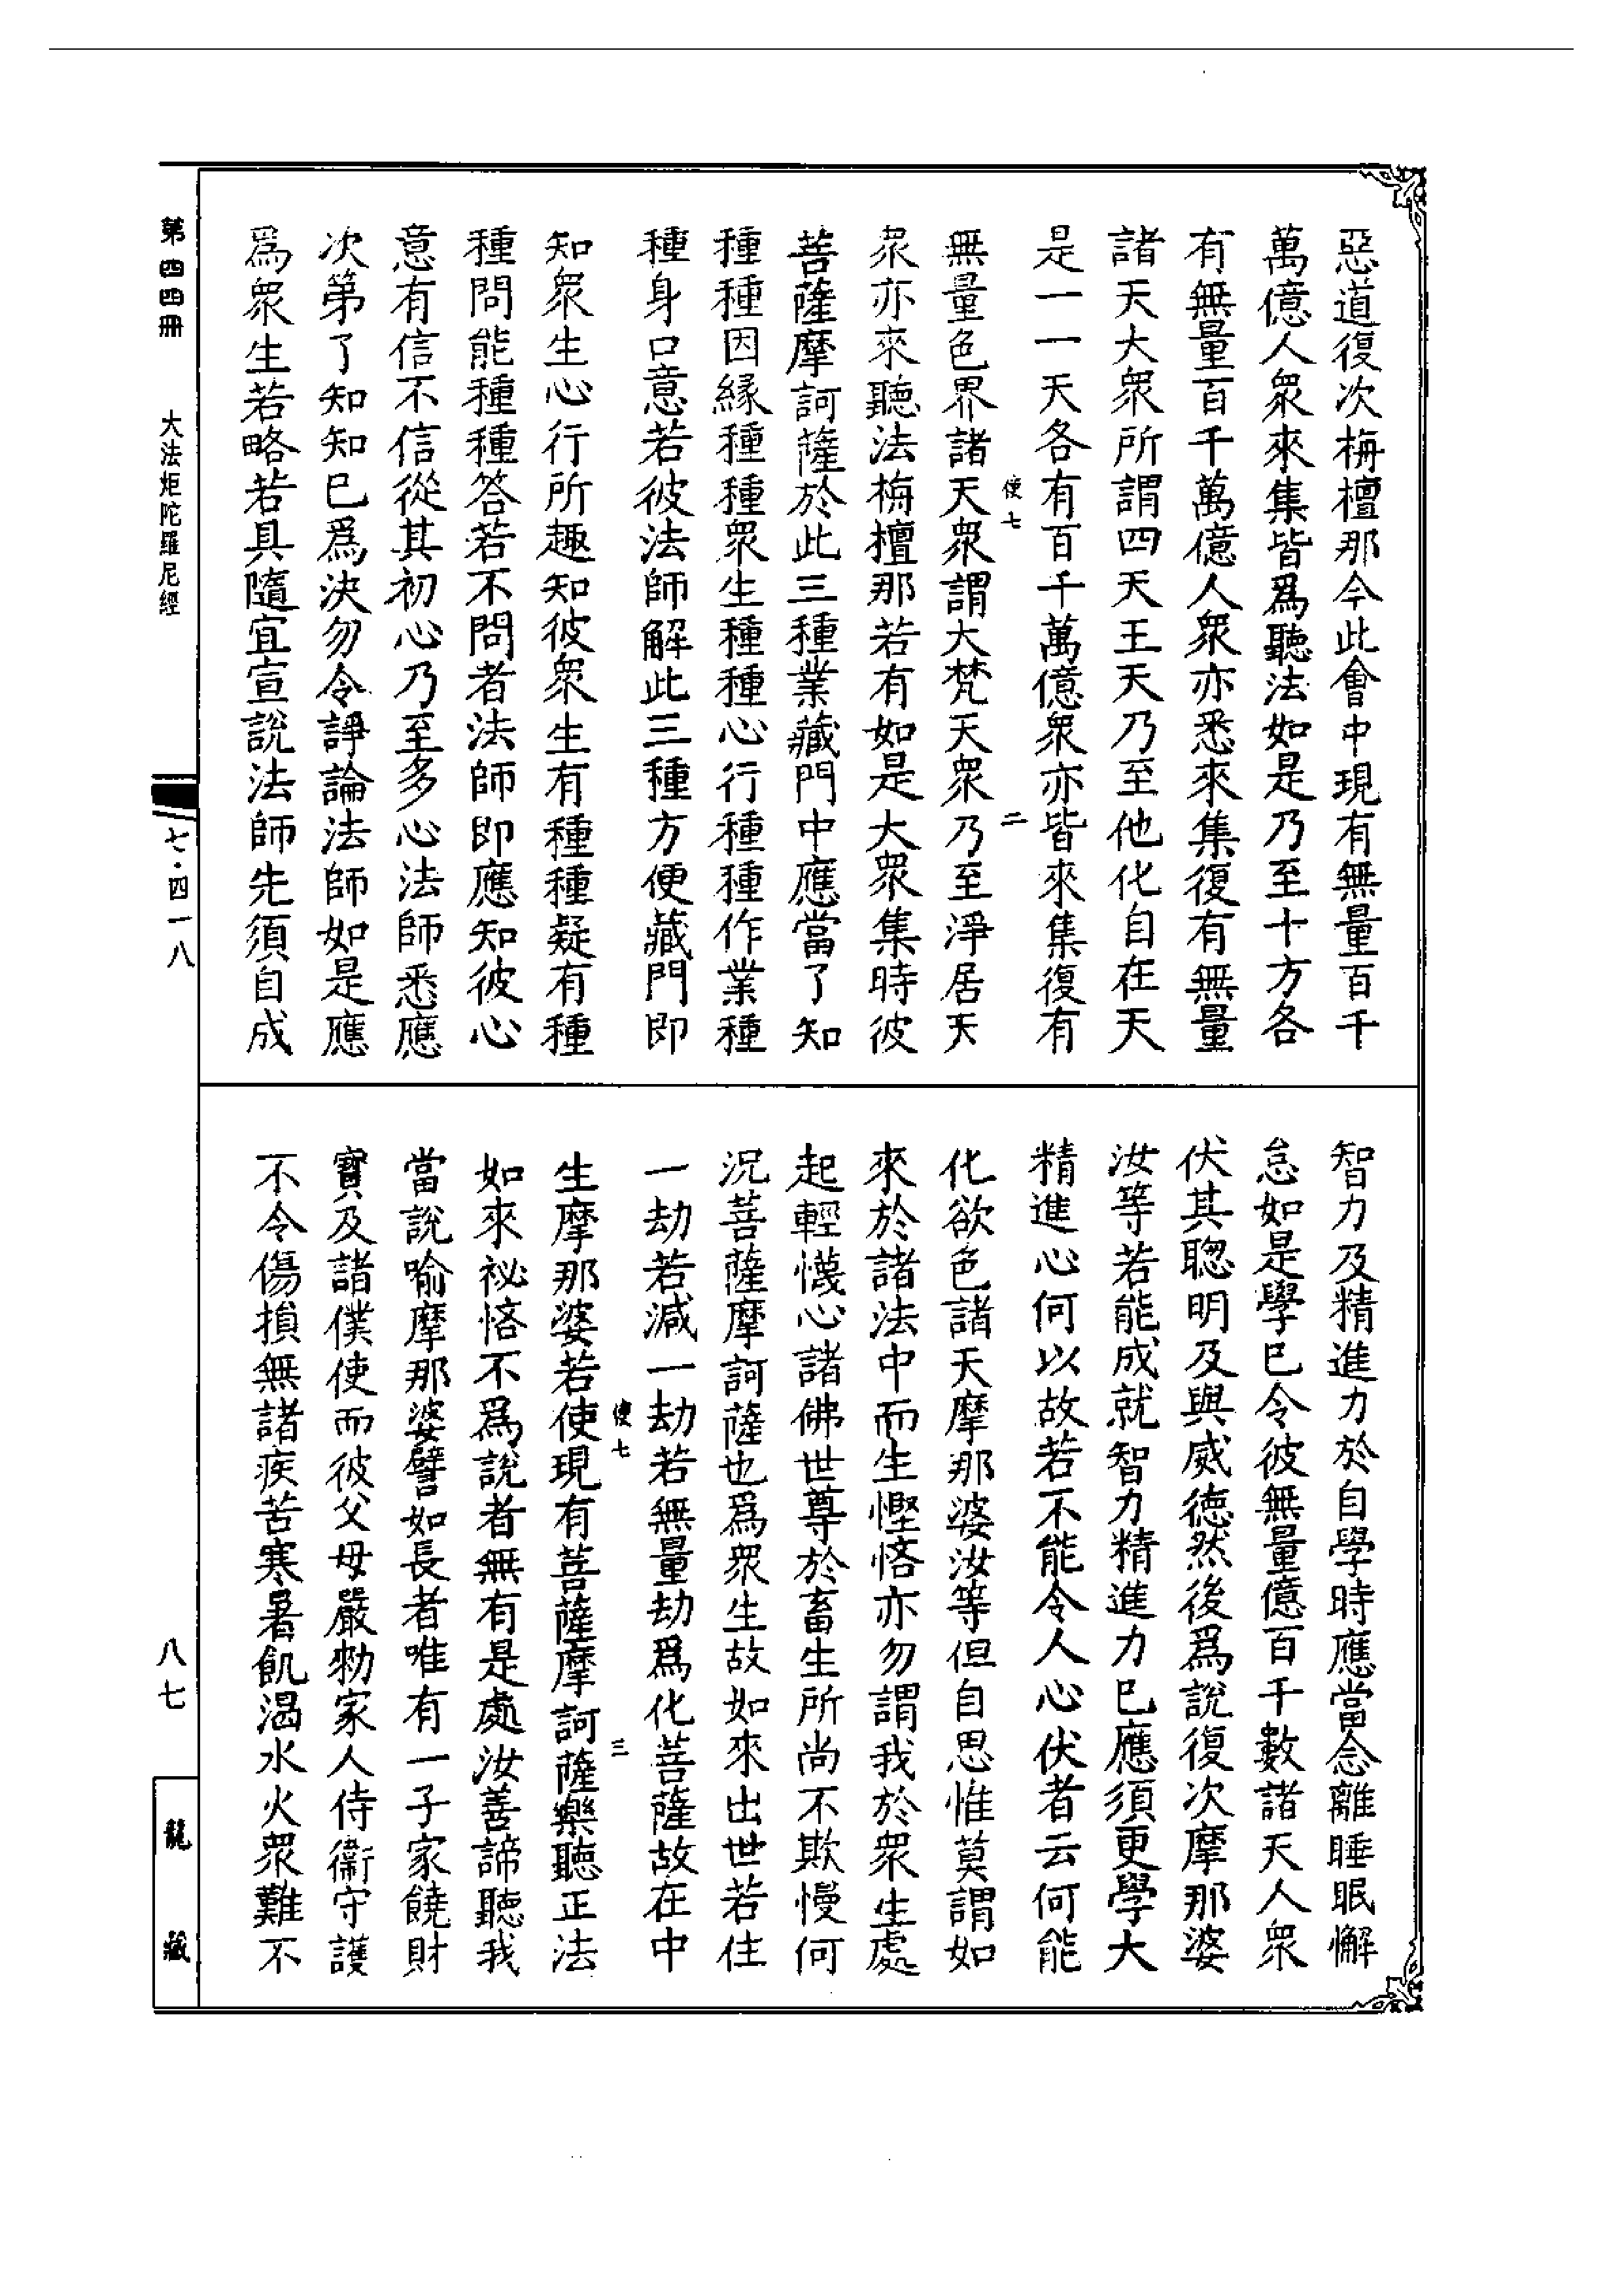 惡道復次栴檀那今此會中現有無量百千
萬億人衆來集皆爲聽法如是乃至十方各
有無量百千萬億人衆亦悉來集復有無量
諸天大衆所謂四天王天乃至他化自在天
是一一天各有百千萬億衆亦皆來集復有
使七
二
無量色界諸天衆謂大梵天衆乃至淨居天
衆亦來聽法栴檀那若有如是大衆集時彼
菩薩摩訶薩於此三種業藏門中應當了知
種種因緣種種衆生種種心行種種作業種
種身口意若彼法師解此三種方便藏門即
知衆生心行所趣知彼衆生有種種疑有種
種問能種種答若不問者法師即應知彼心
意有信不信從其初心乃至多心法師悉應
次第了知知已爲決勿令諍論法師如是應
爲衆生若略若具隨宜宣說法師先須自成
智力及精進力於自學時應當念離睡眠懈
怠如是學已令彼無量億百千數諸天人衆
伏其聰明及與威德然後爲說復次摩那婆
汝等若能成就智力精進力已應須更學大
精進心何以故若不能令人心伏者云何能
化欲色諸天摩那婆汝等但自思惟莫謂如
來於諸法中而生慳悋亦勿謂我於衆生處
起輕懱心諸佛世尊於畜生所尚不欺慢何
況菩薩摩訶薩也爲衆生故如來出世若住
一劫若減一劫若無量劫爲化菩薩故在中
使七
三
生摩那婆若使現有菩薩摩訶薩樂聽正法
如來祕悋不爲說者無有是處汝善諦聽我
當說喻摩那婆譬如長者唯有一子家饒財
寶及諸僕使而彼父母嚴勑家人侍衞守護
不令傷損無諸疾苦寒暑飢渴水火衆難不
第四四冊
大法炬陀羅尼經
七·四一八
八七
龍藏